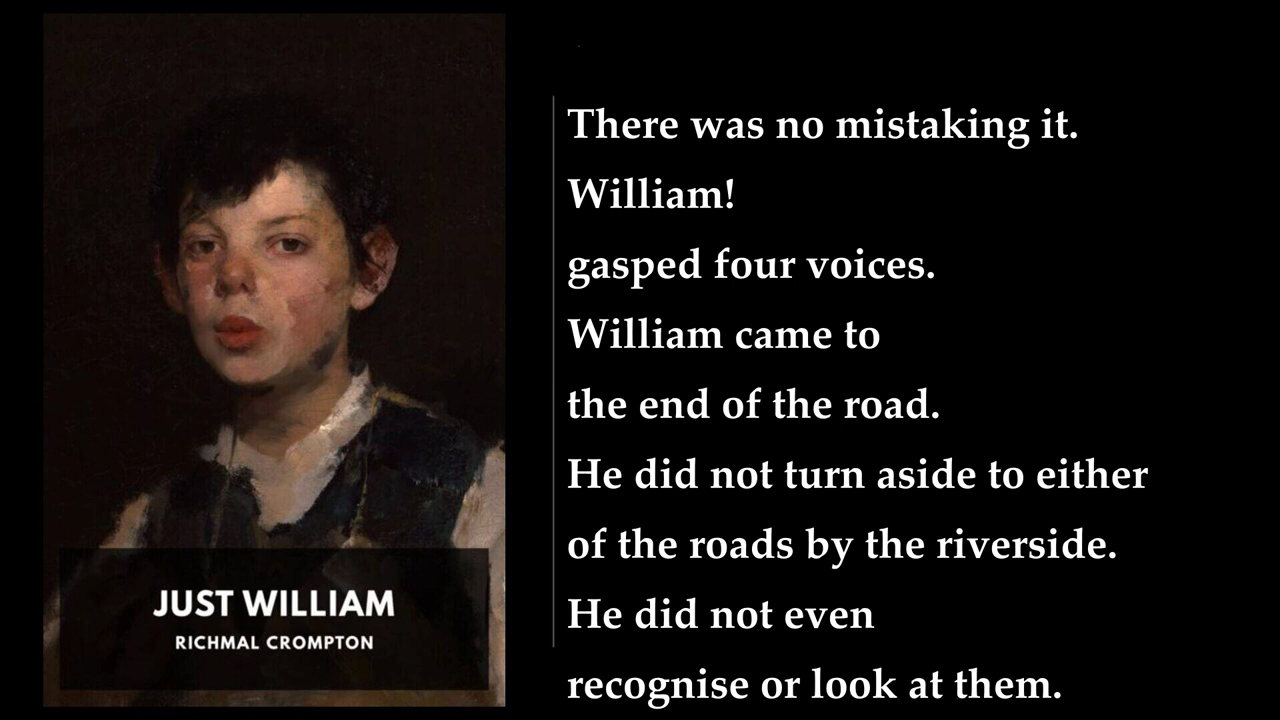 JUST WILLIAM
RICHMAL CROMPTON
There was no mistaking it.
William!
gasped four voices.
William came to
the end of the road.
He did not turn aside to either
of the roads by the riverside.
He did not even
recognise or look at them.